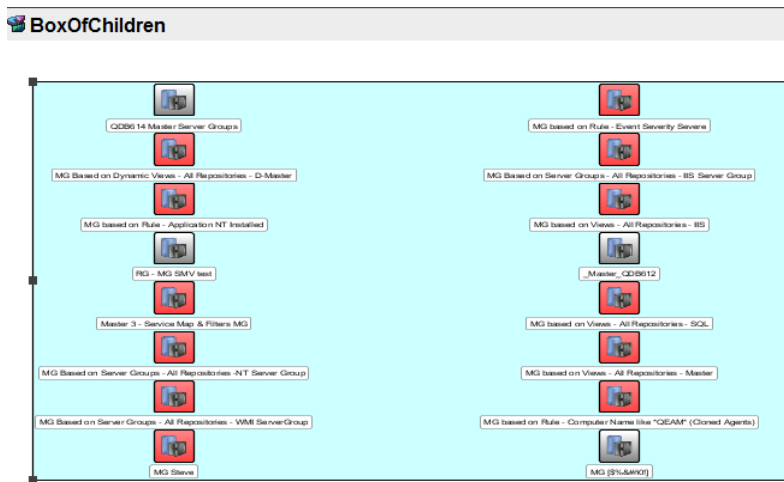 BoxOfChildren
QDB614 Master Server Groups
MG based on Rule - Event Severity Severe
MG Based on Dynamic Views - All Repositories - D-Master
MG Based on Server Groups - All Repositories - IIS Server Group
MG based on Rule - Application NT Installed
MG based on Views - All Repositories - IIS
RG - MG SMV test
_Master_QDB612
Master 3 - Service Map & Filters MG
MG based on Views - All Repositories - SQL
MG Based on Server Groups - All Repositories -NT Server Group
MG based on Views - All Repositories - Master
MG Based on Server Groups - All Repositories - WMI ServerGroup
MG based on Rule - Computer Name like "QEAM" (Cloned Agents)
MG Steve
MG